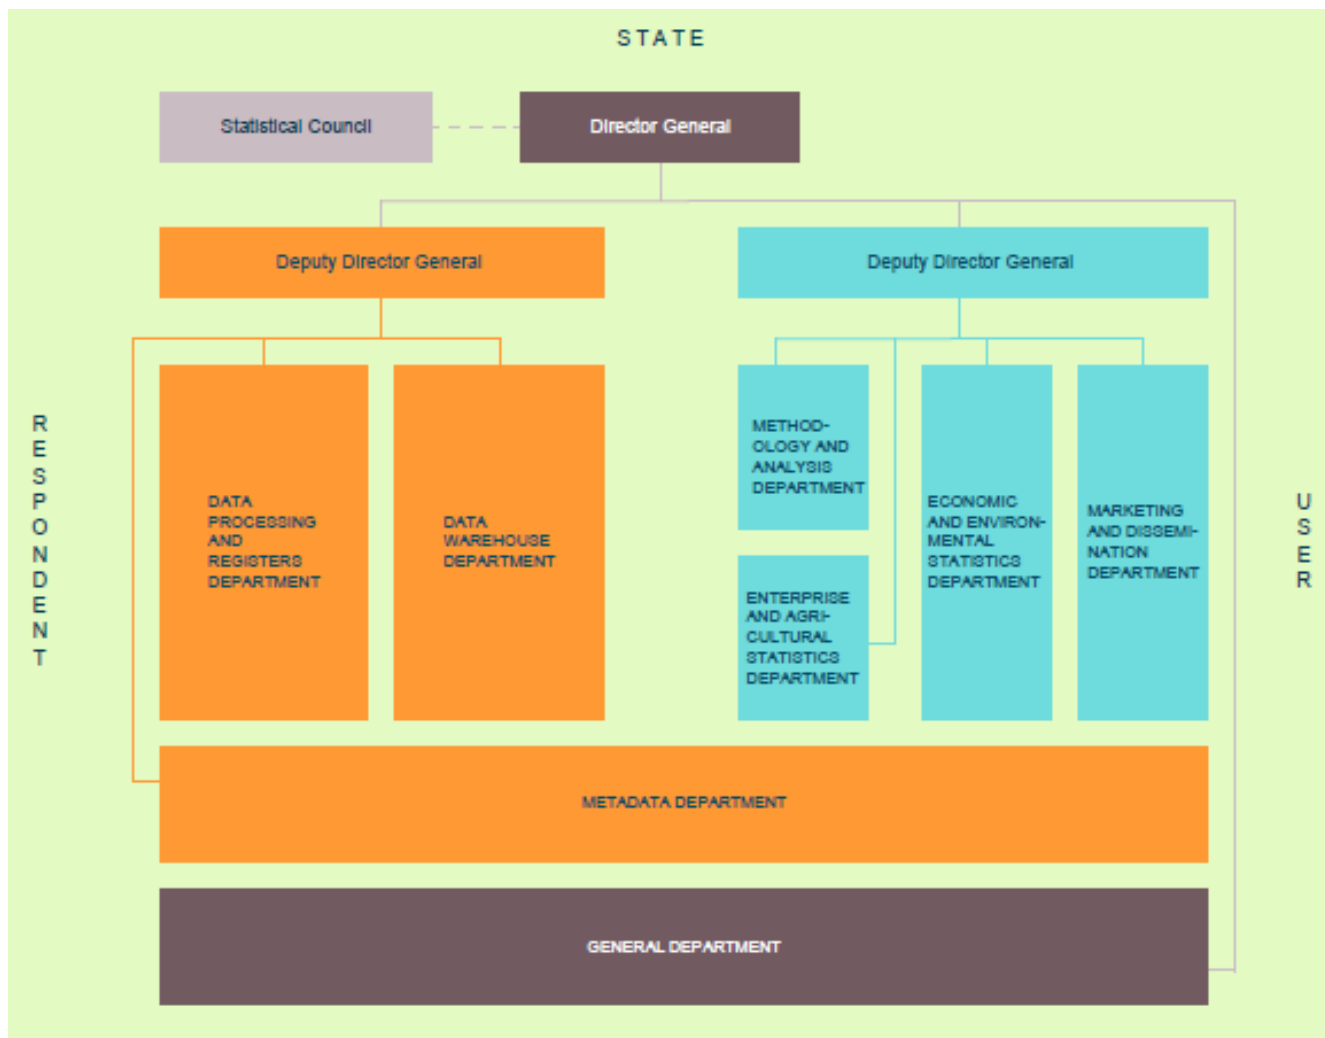 STATE
Statistical Council
Director General
Deputy Director General
Deputy Director General
RESPONDENT
DATA
PROCESSING
AND
REGISTERS
DEPARTMENT
DATA
WAREHOUSE
DEPARTMENT
METHOD-
OLOGY AND
ANALYSIS
DEPARTMENT
ENTERPRISE
AND AGRI-
CULTURAL
STATISTICS
DEPARTMENT
ECONOMIC
AND ENVIRON-
MENTAL
STATISTICS
DEPARTMENT
MARKETING
AND DISSEMI-
NATION
DEPARTMENT
USER
METADATA DEPARTMENT
GENERAL DEPARTMENT